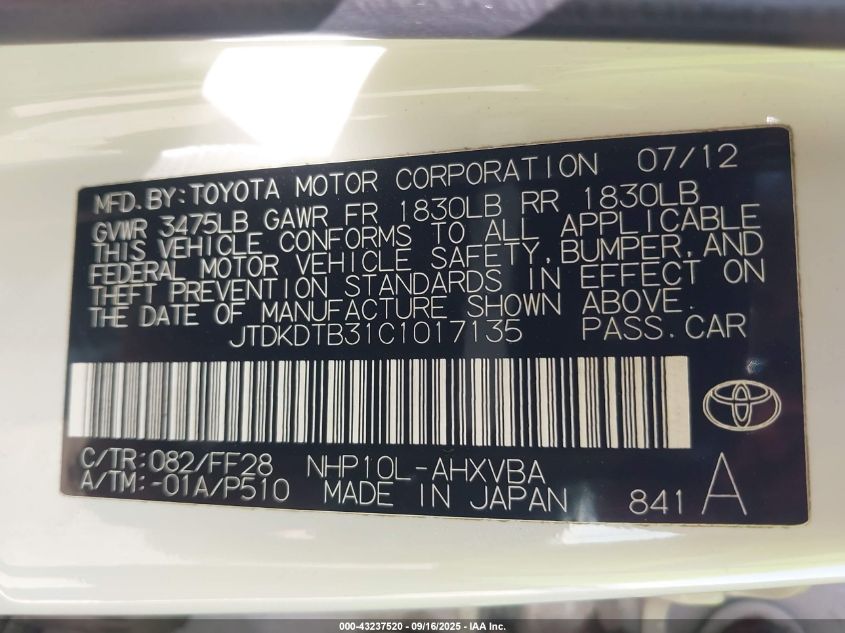 MFD. BY: TOYOTA MOTOR CORPORATION 07/12
GVWR 3475LB GAWR FR 1830LB RR 1830LB
THIS VEHICLE CONFORMS TO ALL APPLICABLE
FEDERAL MOTOR VEHICLE SAFETY, BUMPER, AND
THEFT PREVENTION STANDARDS IN EFFECT ON
THE DATE OF MANUFACTURE SHOWN ABOVE.
JTDKDTB31C1017135 PASS. CAR
C/TR: 082/FF28 NHP10L-AHXVBA
A/TM: -01A/P510 MADE IN JAPAN 841 A
000-43237520 - 09/16/2025 - IAA Inc.